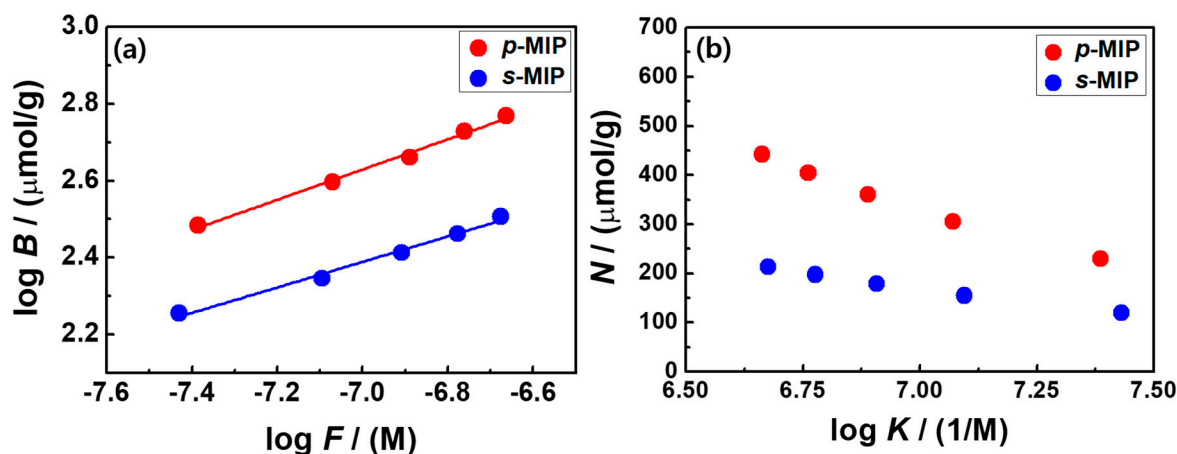 (a)
p-MIP
s-MIP
log B / (μmol/g)
3.0
2.8
2.6
2.4
2.2
-7.6 -7.4 -7.2 -7.0 -6.8 -6.6
log F / (M)
(b)
p-MIP
s-MIP
N / (μmol/g)
700
600
500
400
300
200
100
0
6.50 6.75 7.00 7.25 7.50
log K / (1/M)